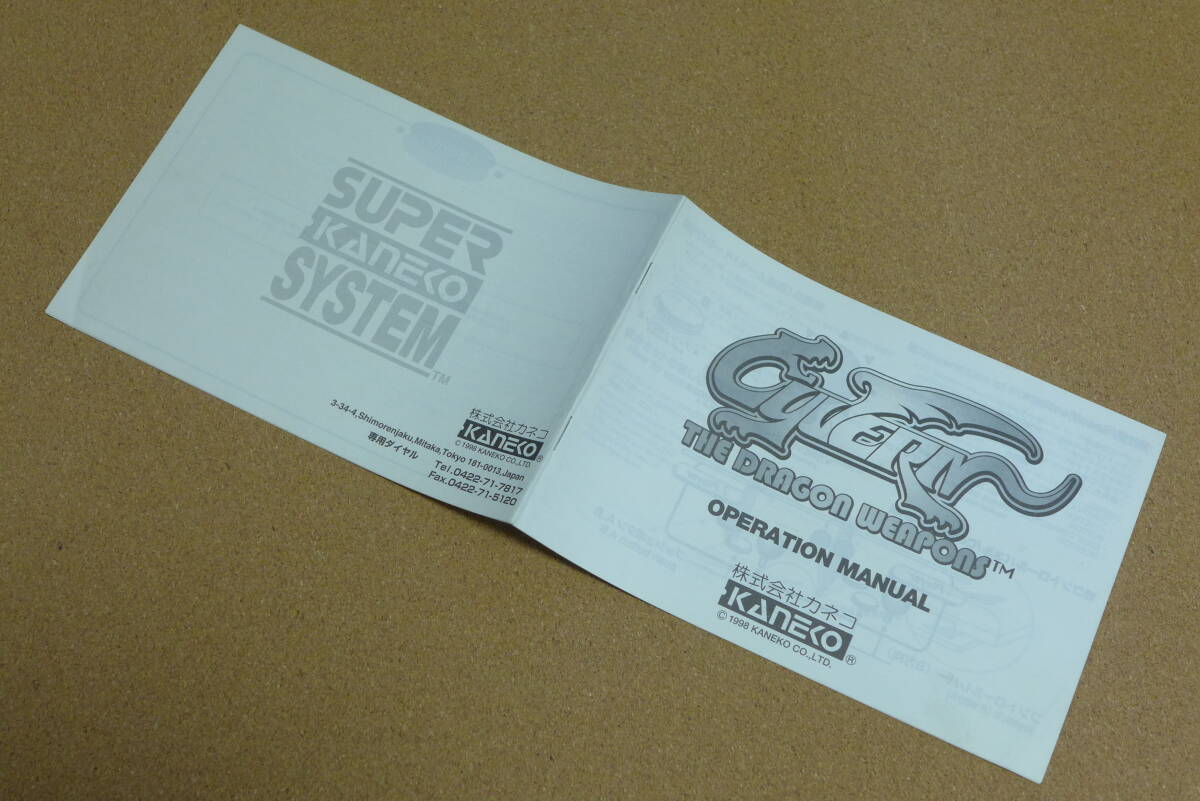 SUPER
KANEKO
SYSTEM
TM
株式会社カネコ
KANEKO®
© 1998 KANEKO CO.,LTD.
3-34-4,Shimorenjaku,Mitaka,Tokyo 181-0013,Japan
専用ダイヤル
Tel.0422-71-7817
Fax.0422-71-5120
CYVERN
THE DRAGON WEAPONS™
OPERATION MANUAL
株式会社カネコ
KANEKO®
© 1998 KANEKO CO.,LTD.